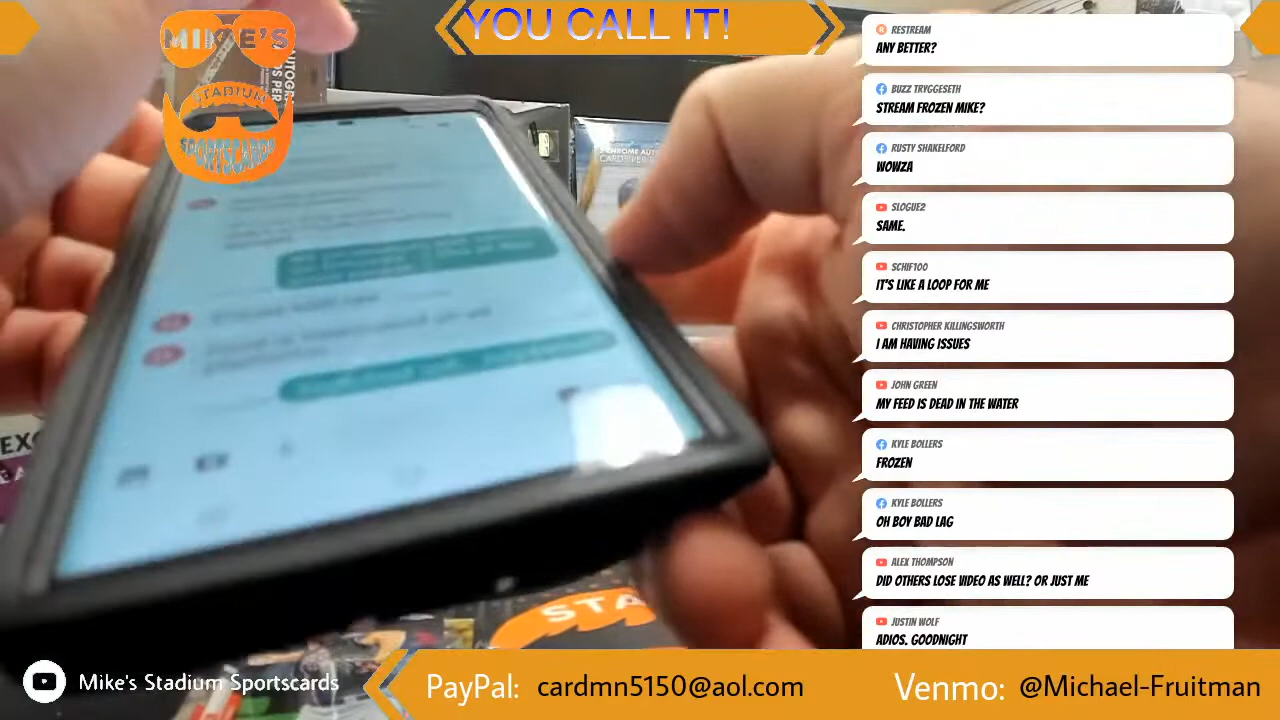 YOU CALL IT!
MIKE'S
STADIUM
SPORTSCARDS
RESTREAM
ANY BETTER?
BUZZ TRYGGESETH
STREAM FROZEN MIKE?
RUSTY SHAKELFORD
WOWZA
SLOGUE2
SAME.
SCHIF100
IT'S LIKE A LOOP FOR ME
CHRISTOPHER KILLINGSWORTH
I AM HAVING ISSUES
JOHN GREEN
MY FEED IS DEAD IN THE WATER
KYLE BOLLERS
FROZEN
KYLE BOLLERS
OH BOY BAD LAG
ALEX THOMPSON
DID OTHERS LOSE VIDEO AS WELL? OR JUST ME
JUSTIN WOLF
ADIOS. GOODNIGHT
STA
Mike's Stadium Sportscards
PayPal: cardmn5150@aol.com
Venmo: @Michael-Fruitman